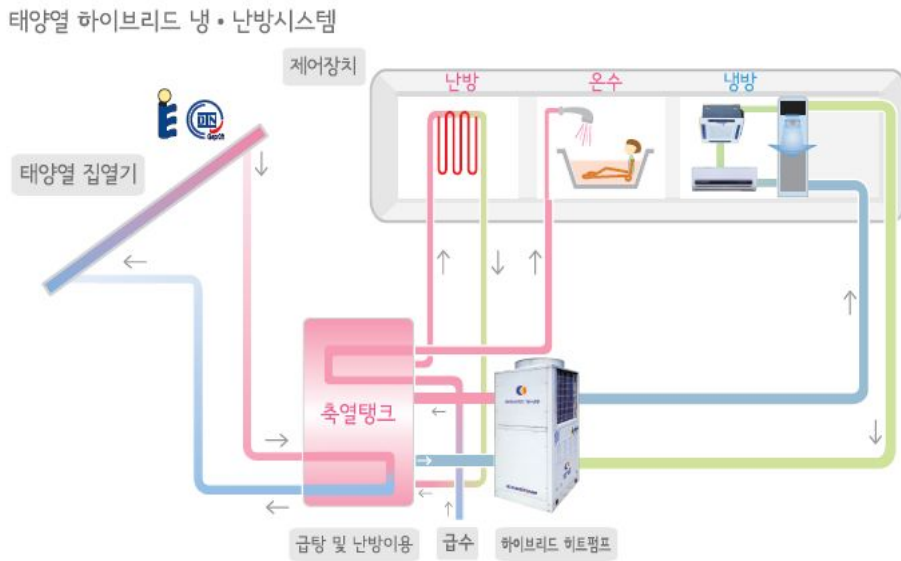 태양열 하이브리드 냉 • 난방시스템
제어장치
난방
온수
냉방
태양열 집열기
축열탱크
급탕 및 난방이용
급수
하이브리드 히트펌프